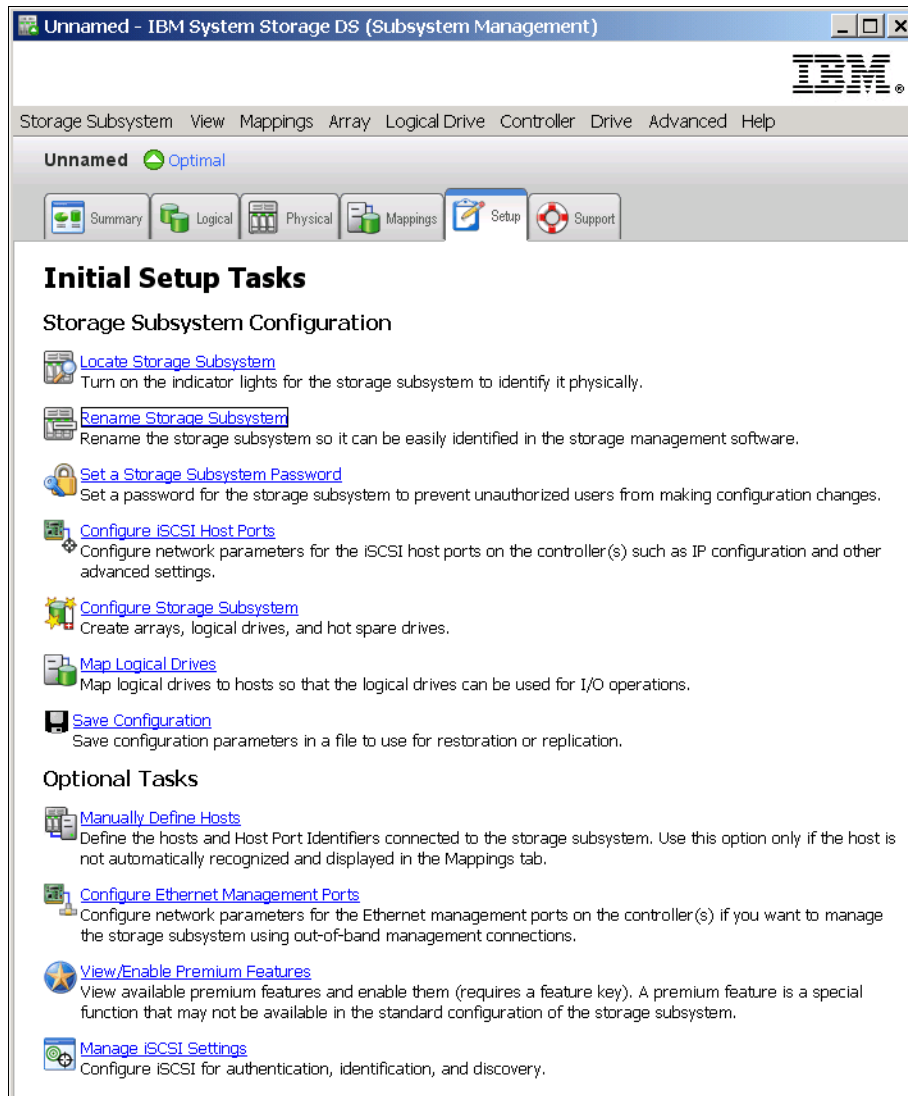 Unnamed - IBM System Storage DS (Subsystem Management)
IBM®
Storage Subsystem View Mappings Array Logical Drive Controller Drive Advanced Help
Unnamed Optimal
Summary Logical Physical Mappings Setup Support
Initial Setup Tasks
Storage Subsystem Configuration
Locate Storage Subsystem
Turn on the indicator lights for the storage subsystem to identify it physically.
Rename Storage Subsystem
Rename the storage subsystem so it can be easily identified in the storage management software.
Set a Storage Subsystem Password
Set a password for the storage subsystem to prevent unauthorized users from making configuration changes.
Configure iSCSI Host Ports
Configure network parameters for the iSCSI host ports on the controller(s) such as IP configuration and other
advanced settings.
Configure Storage Subsystem
Create arrays, logical drives, and hot spare drives.
Map Logical Drives
Map logical drives to hosts so that the logical drives can be used for I/O operations.
Save Configuration
Save configuration parameters in a file to use for restoration or replication.
Optional Tasks
Manually Define Hosts
Define the hosts and Host Port Identifiers connected to the storage subsystem. Use this option only if the host is
not automatically recognized and displayed in the Mappings tab.
Configure Ethernet Management Ports
Configure network parameters for the Ethernet management ports on the controller(s) if you want to manage
the storage subsystem using out-of-band management connections.
View/Enable Premium Features
View available premium features and enable them (requires a feature key). A premium feature is a special
function that may not be available in the standard configuration of the storage subsystem.
Manage iSCSI Settings
Configure iSCSI for authentication, identification, and discovery.